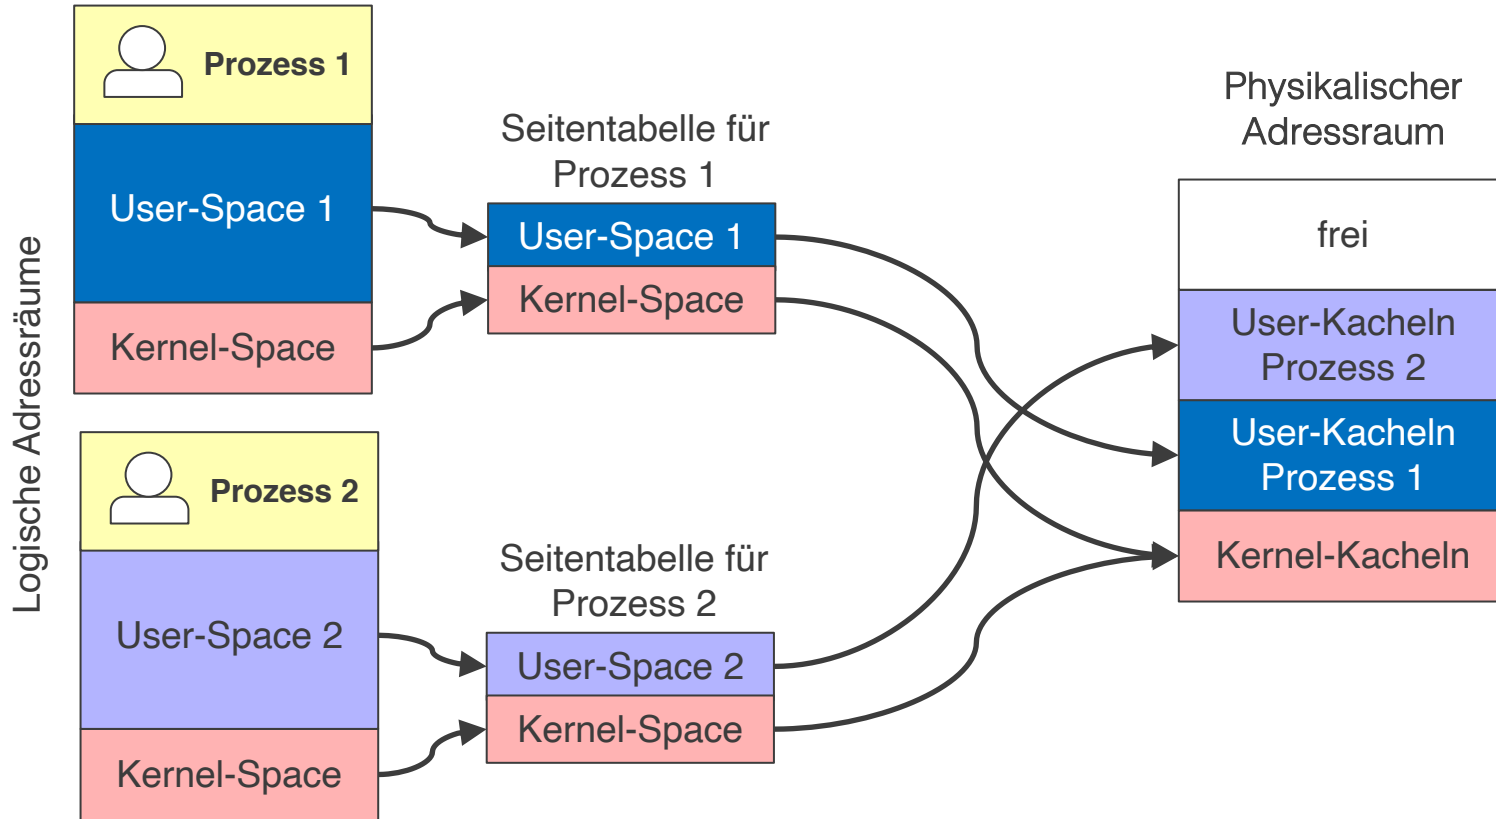 Logische Adressräume
Prozess 1
User-Space 1
Kernel-Space
Prozess 2
User-Space 2
Kernel-Space
Seitentabelle für
Prozess 1
User-Space 1
Kernel-Space
Seitentabelle für
Prozess 2
User-Space 2
Kernel-Space
Physikalischer
Adressraum
frei
User-Kacheln
Prozess 2
User-Kacheln
Prozess 1
Kernel-Kacheln